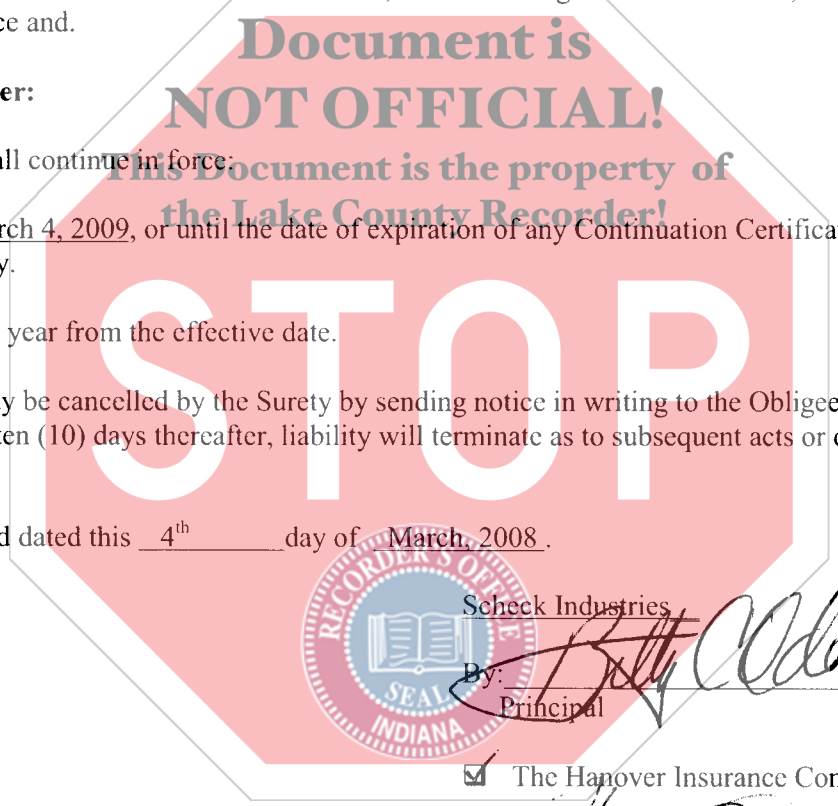 ce and.
Document is
er:
NOT OFFICIAL!
all continue in force:
This Document is the property of
the Lake County Recorder!
rch 4, 2009, or until the date of expiration of any Continuation Certifica
y.
STOP
year from the effective date.
y be cancelled by the Surety by sending notice in writing to the Obligee
ten (10) days thereafter, liability will terminate as to subsequent acts or
d dated this 4th day of March, 2008.
RECORDER'S OFFICE
SEAL
INDIANA
Scheck Industries
By:
Principal
The Hanover Insurance Con